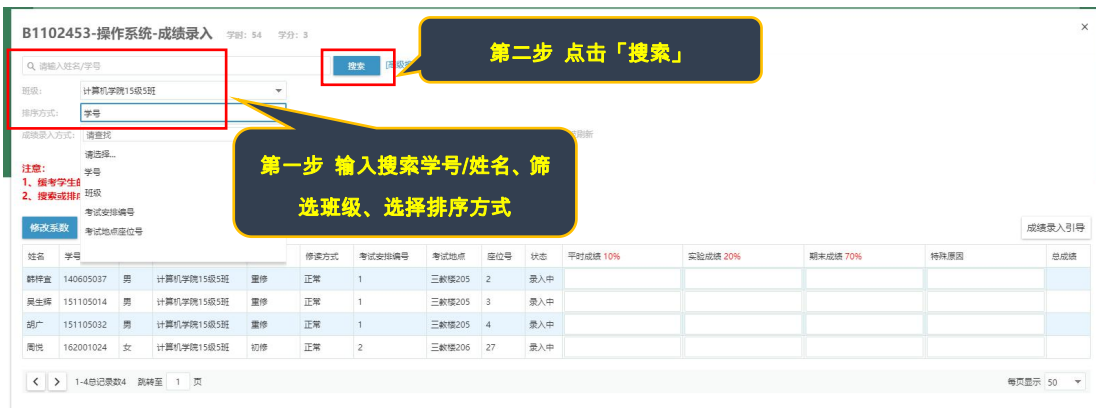 B1102453-操作系统-成绩录入 学时: 54 学分: 3 ×
请输入姓名/学号 搜索
第二步 点击「搜索」
班级: 计算机学院15级5班
排序方式: 学号
成绩录入方式: 请查找
请选择...
学号
班级
考试安排编号
考试地点座位号
第一步 输入搜索学号/姓名、筛
选班级、选择排序方式
刷新
注意:
1、缓考学生
2、搜索或排
修改系数 成绩录入引导
姓名 学号 修读方式 考试安排编号 考试地点 座位号 状态 平时成绩 10% 实验成绩 20% 期末成绩 70% 特殊原因 总成绩
韩梓宜 140605037 男 计算机学院15级5班 重修 正常 1 三教楼205 2 录入中
吴生辉 151105014 男 计算机学院15级5班 重修 正常 1 三教楼205 3 录入中
胡广 151105032 男 计算机学院15级5班 重修 正常 1 三教楼205 4 录入中
周悦 162001024 女 计算机学院15级5班 初修 正常 2 三教楼206 27 录入中
1-4总记录数4 跳转至 1 页 每页显示 50